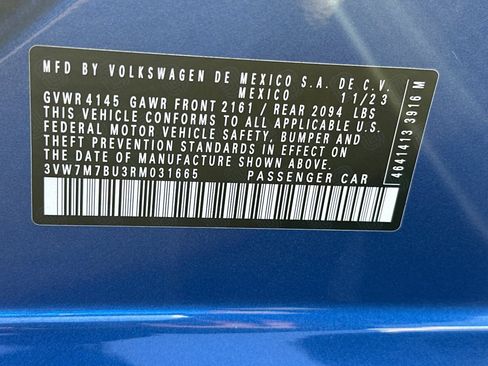 MFD BY VOLKSWAGEN DE MEXICO S.A. DE C.V.
MEXICO 11/23
GVWR 4145 GAWR FRONT 2161 / REAR 2094 LBS
THIS VEHICLE CONFORMS TO ALL APPLICABLE U.S.
FEDERAL MOTOR VEHICLE SAFETY, BUMPER AND
THEFT PREVENTION STANDARDS IN EFFECT ON
THE DATE OF MANUFACTURE SHOWN ABOVE
3VW7M7BU3RM031665 PASSENGER CAR
4641413 3916 M